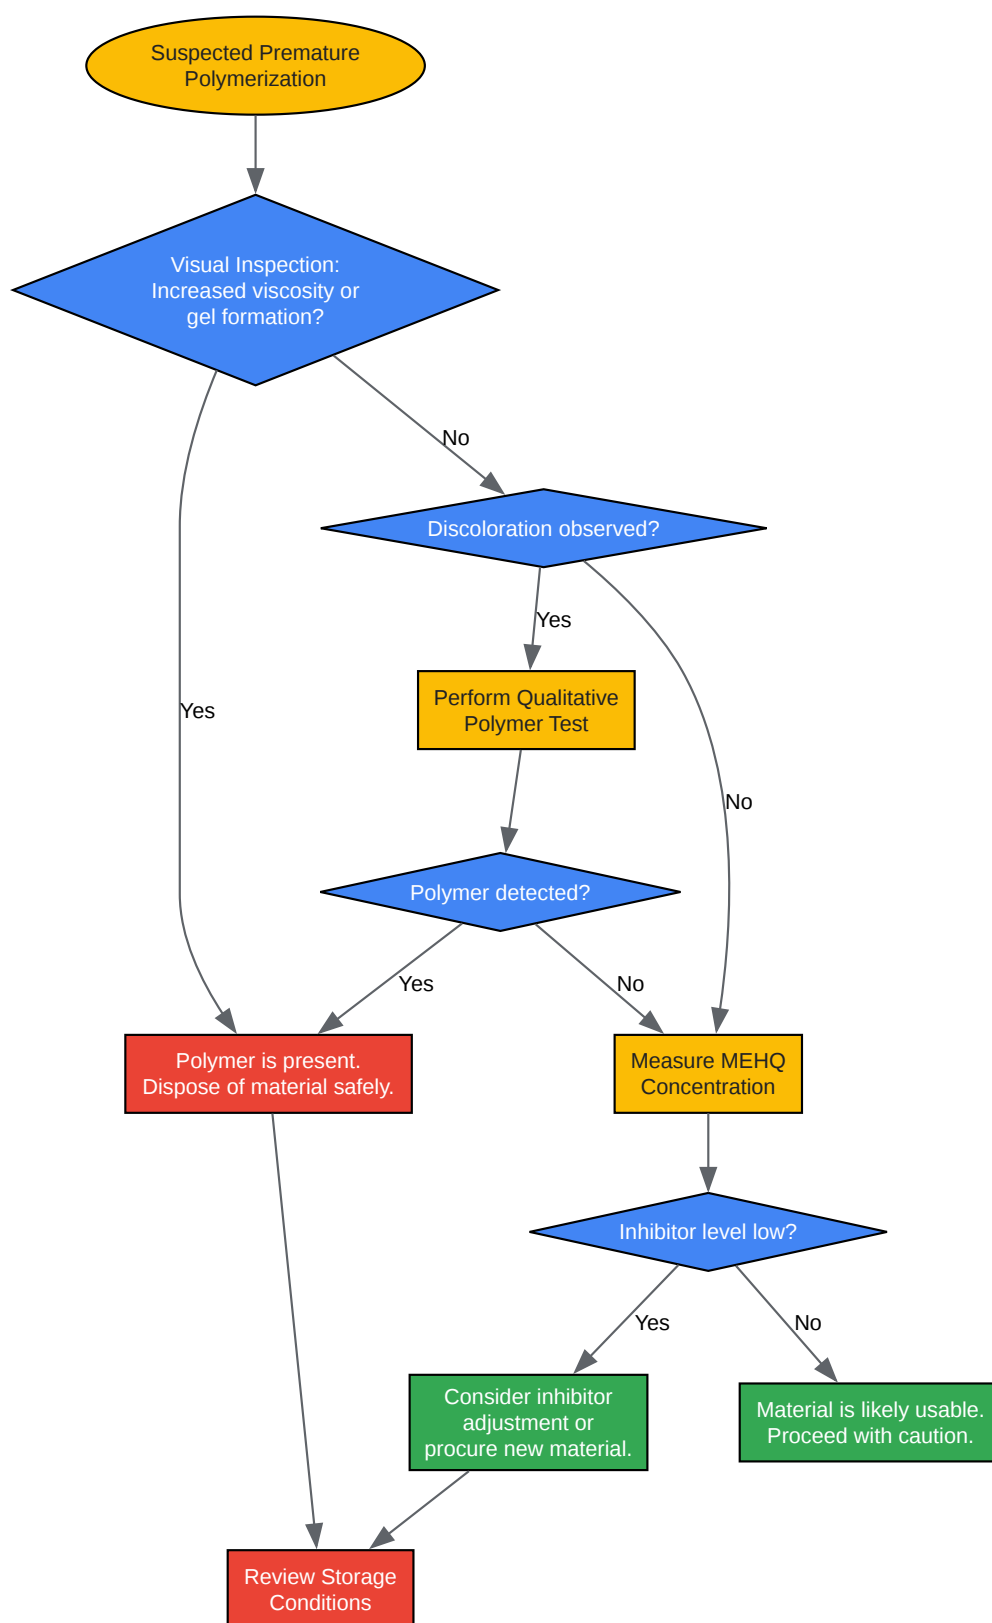 Suspected Premature
Polymerization
Visual Inspection:
Increased viscosity or
gel formation?
No
Discoloration observed?
Yes
Yes
Perform Qualitative
Polymer Test
No
Polymer detected?
Yes
No
Polymer is present.
Dispose of material safely.
Measure MEHQ
Concentration
Inhibitor level low?
Yes
No
Consider inhibitor
adjustment or
procure new material.
Material is likely usable.
Proceed with caution.
Review Storage
Conditions